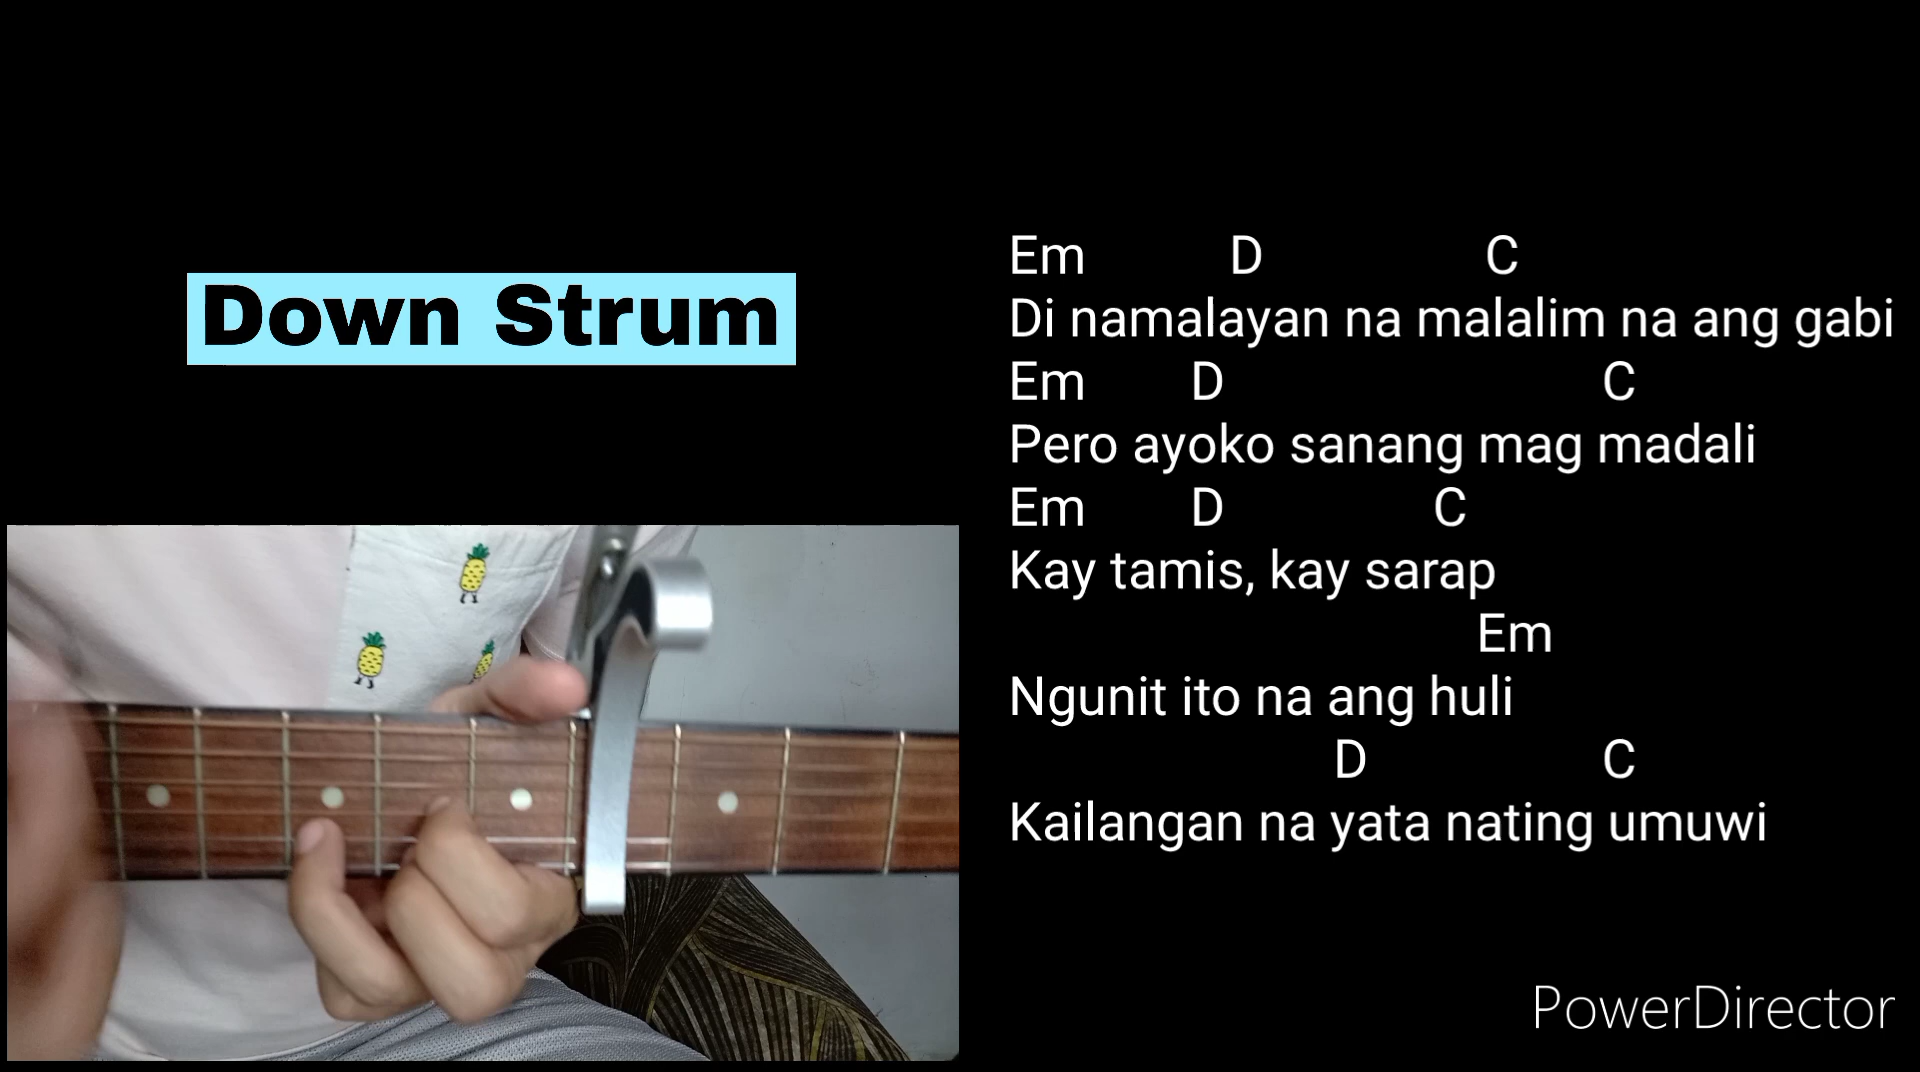 Down Strum
Em D C
Di namalayan na malalim na ang gabi
Em D C
Pero ayoko sanang mag madali
Em D C
Kay tamis, kay sarap
Em
Ngunit ito na ang huli
D C
Kailangan na yata nating umuwi
PowerDirector